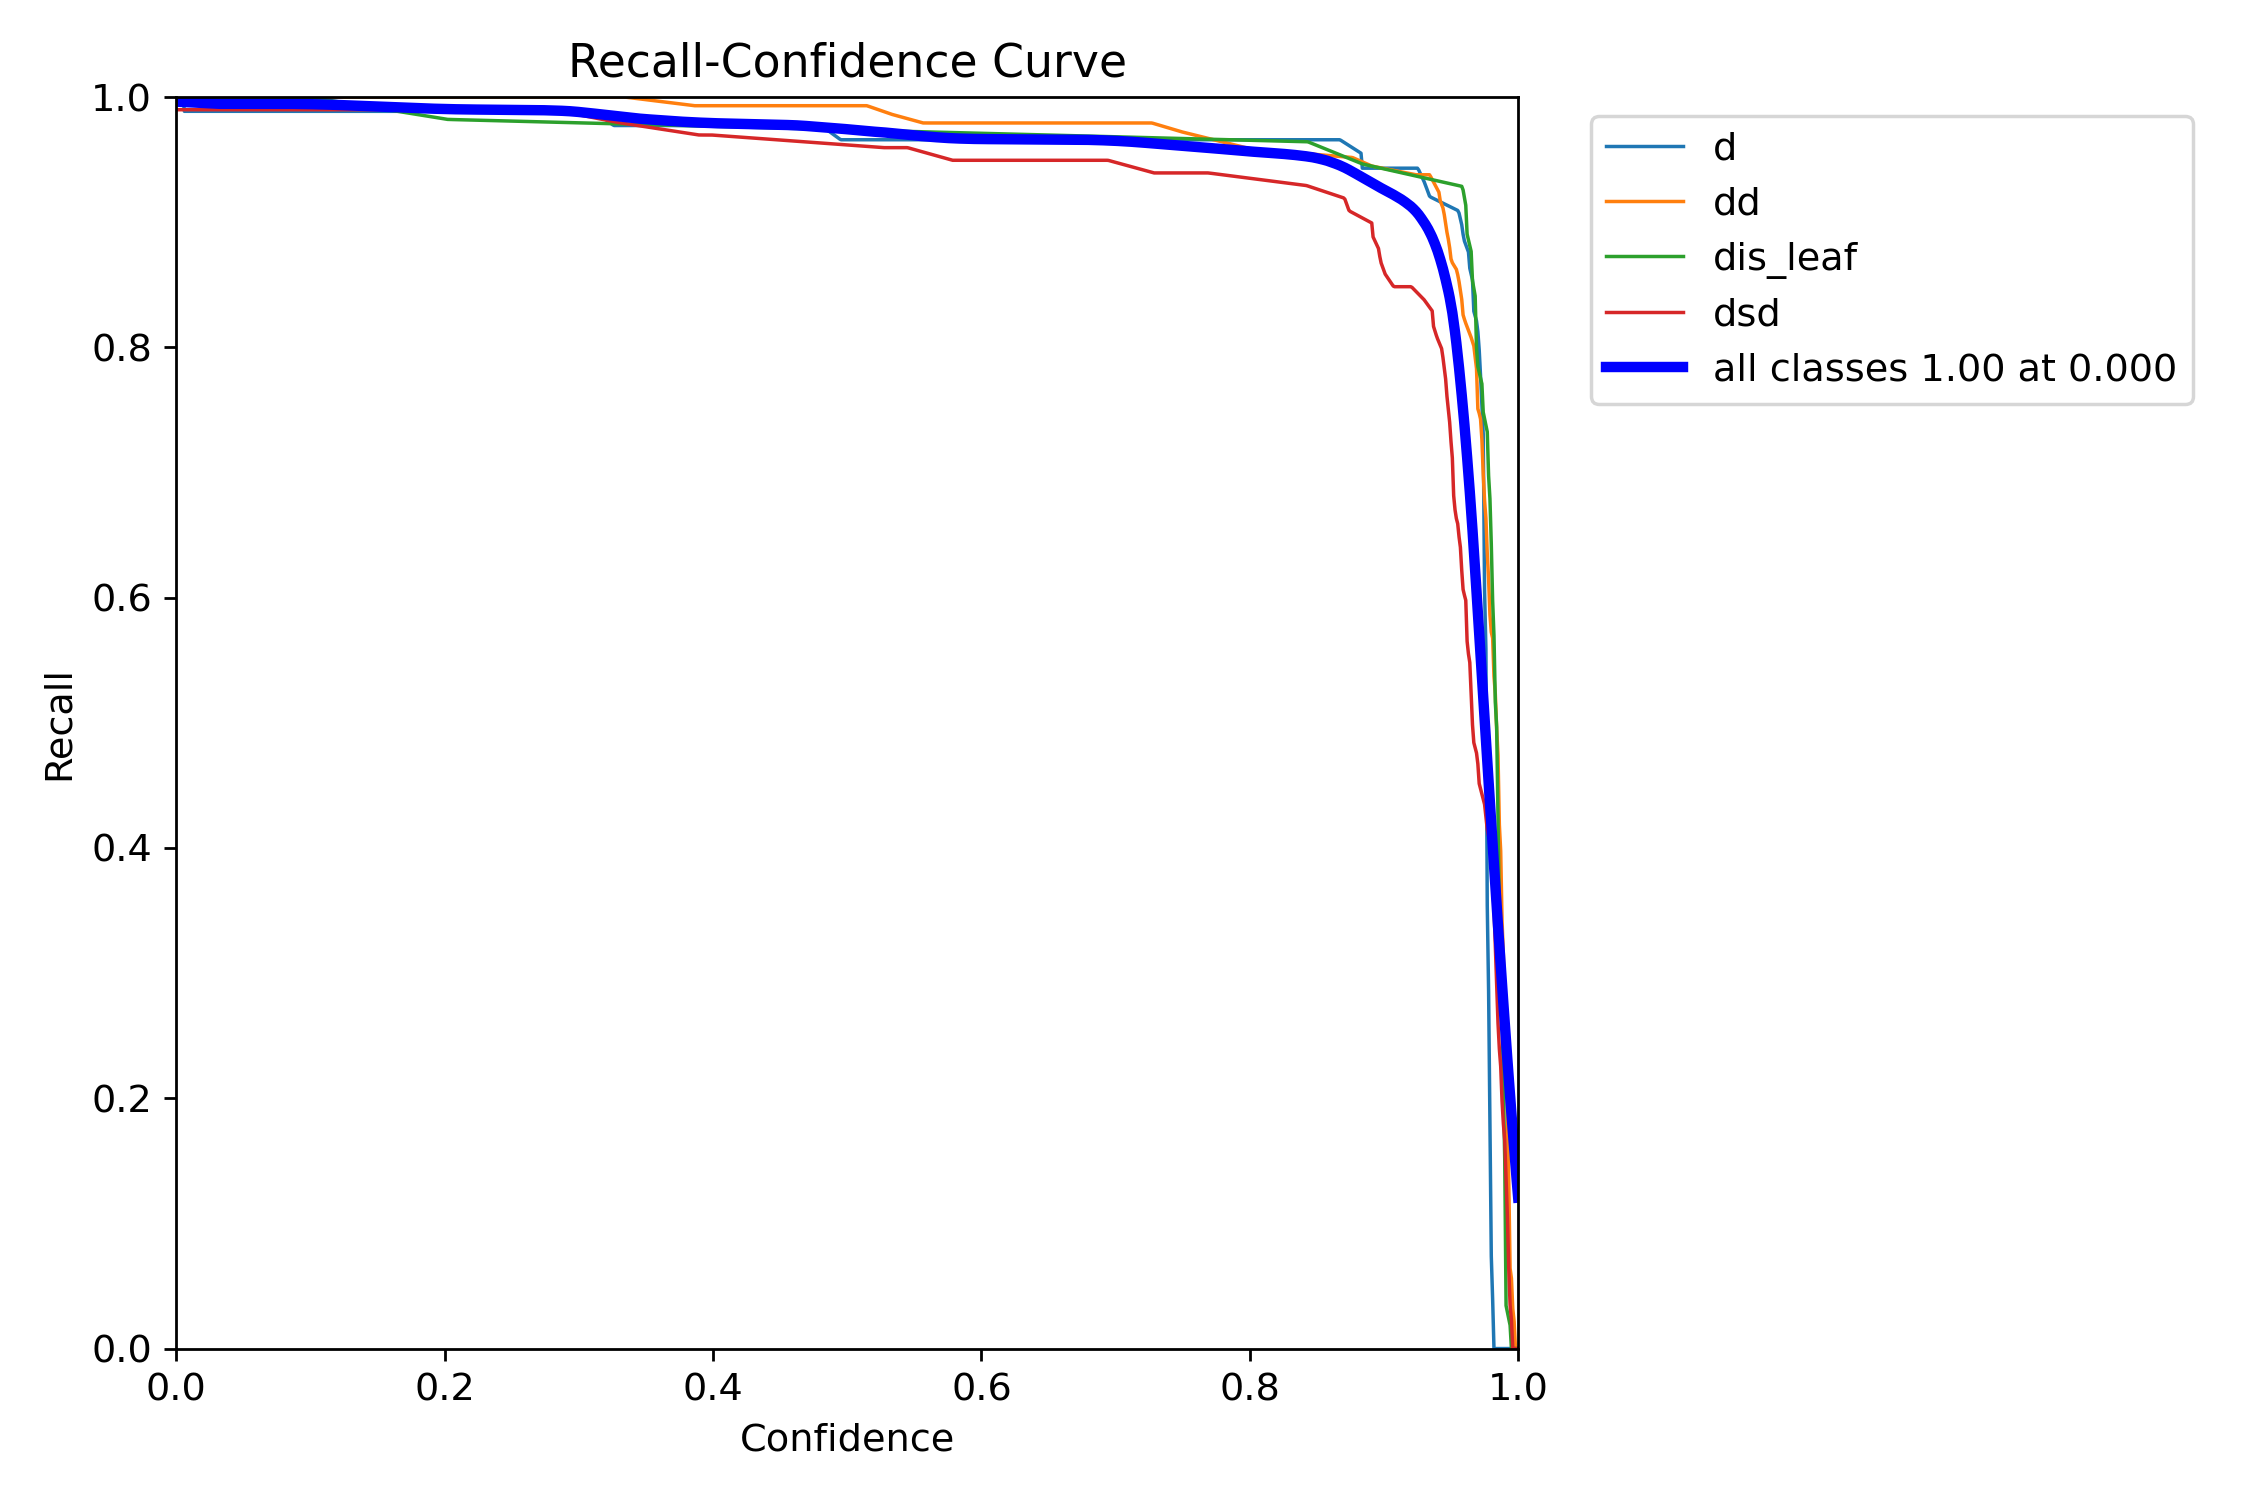 Recall-Confidence Curve
1.0
0.8
0.6
0.4
0.2
0.0
Recall
0.0 0.2 0.4 0.6 0.8 1.0
Confidence
d
dd
dis_leaf
dsd
all classes 1.00 at 0.000